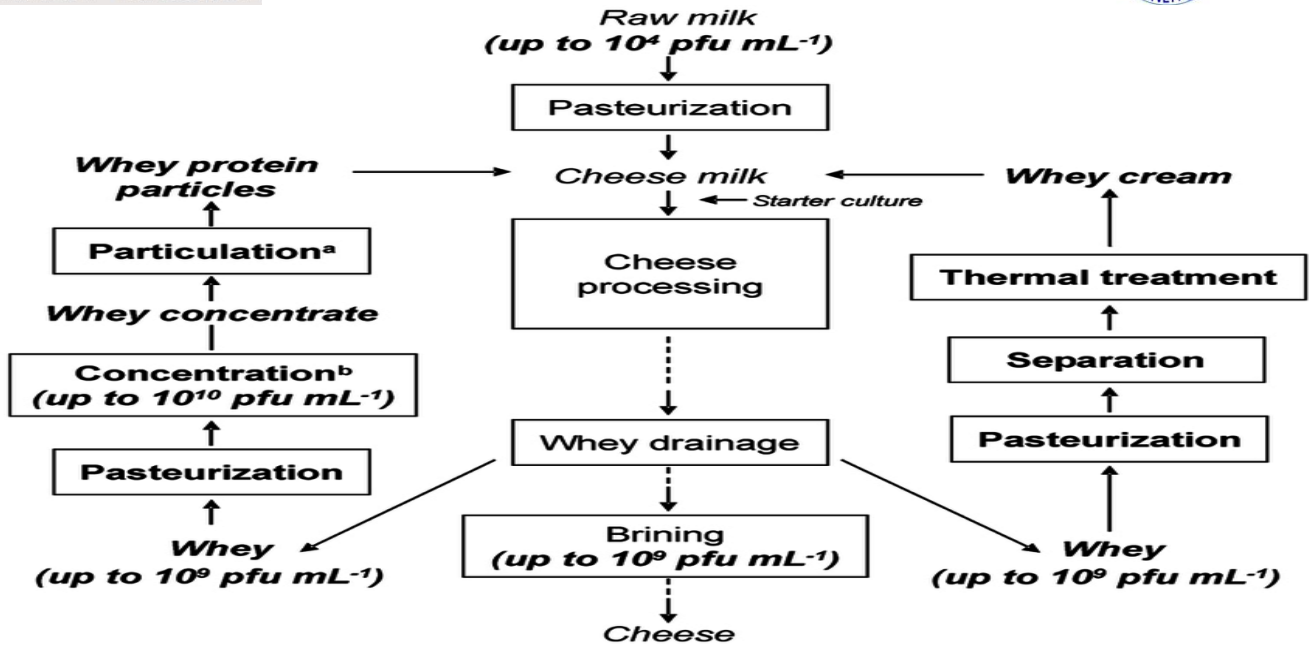 Raw milk
(up to 10⁴ pfu mL⁻¹)
Pasteurization
Whey protein
particles
Cheese milk
Whey cream
Starter culture
Particulationᵃ
Cheese
processing
Thermal treatment
Whey concentrate
Concentrationᵇ
(up to 10¹⁰ pfu mL⁻¹)
Separation
Whey drainage
Pasteurization
Pasteurization
Brining
(up to 10⁹ pfu mL⁻¹)
Whey
(up to 10⁹ pfu mL⁻¹)
Whey
(up to 10⁹ pfu mL⁻¹)
Cheese